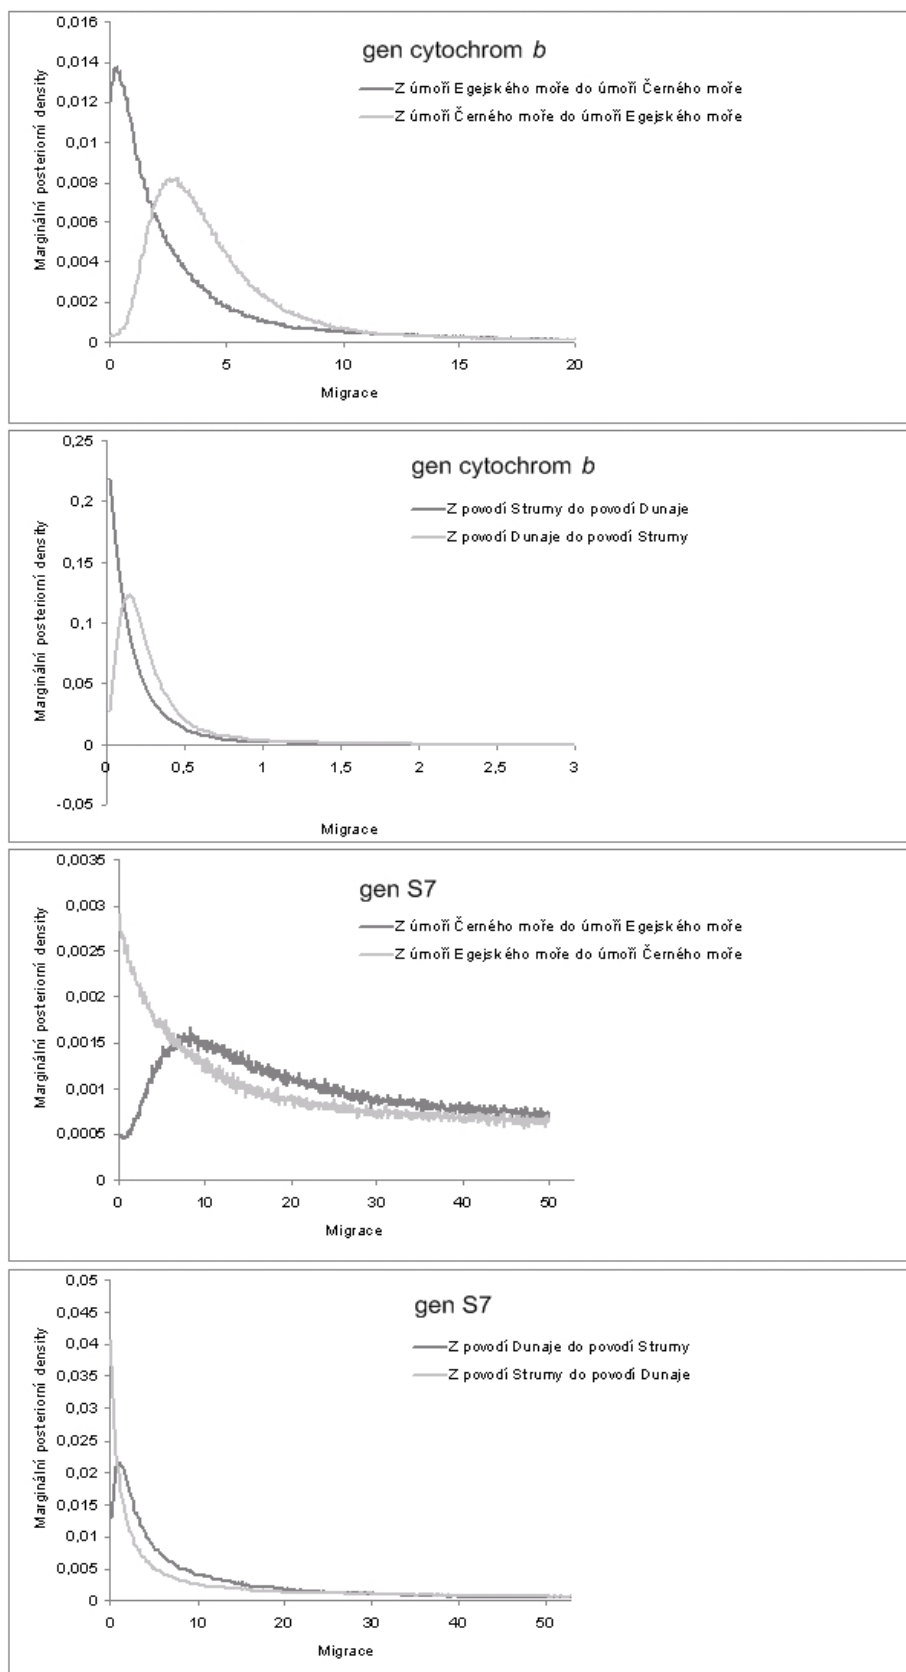 gen cytochrom b
Z úmoří Egejského moře do úmoří Černého moře
Z úmoří Černého moře do úmoří Egejského moře
Marginální posteriorní density
0,016
0,014
0,012
0,01
0,008
0,006
0,004
0,002
0
0 5 10 15 20
Migrace
gen cytochrom b
Z povodí Strumy do povodí Dunaje
Z povodí Dunaje do povodí Strumy
Marginální posteriorní density
0,25
0,2
0,15
0,1
0,05
0
-0,05
0 0,5 1 1,5 2 2,5 3
Migrace
gen S7
Z úmoří Černého moře do úmoří Egejského moře
Z úmoří Egejského moře do úmoří Černého moře
Marginální posteriorní density
0,0035
0,003
0,0025
0,002
0,0015
0,001
0,0005
0
0 10 20 30 40 50
Migrace
gen S7
Z povodí Dunaje do povodí Strumy
Z povodí Strumy do povodí Dunaje
Marginální posteriorní density
0,05
0,045
0,04
0,035
0,03
0,025
0,02
0,015
0,01
0,005
0
0 10 20 30 40 50
Migrace